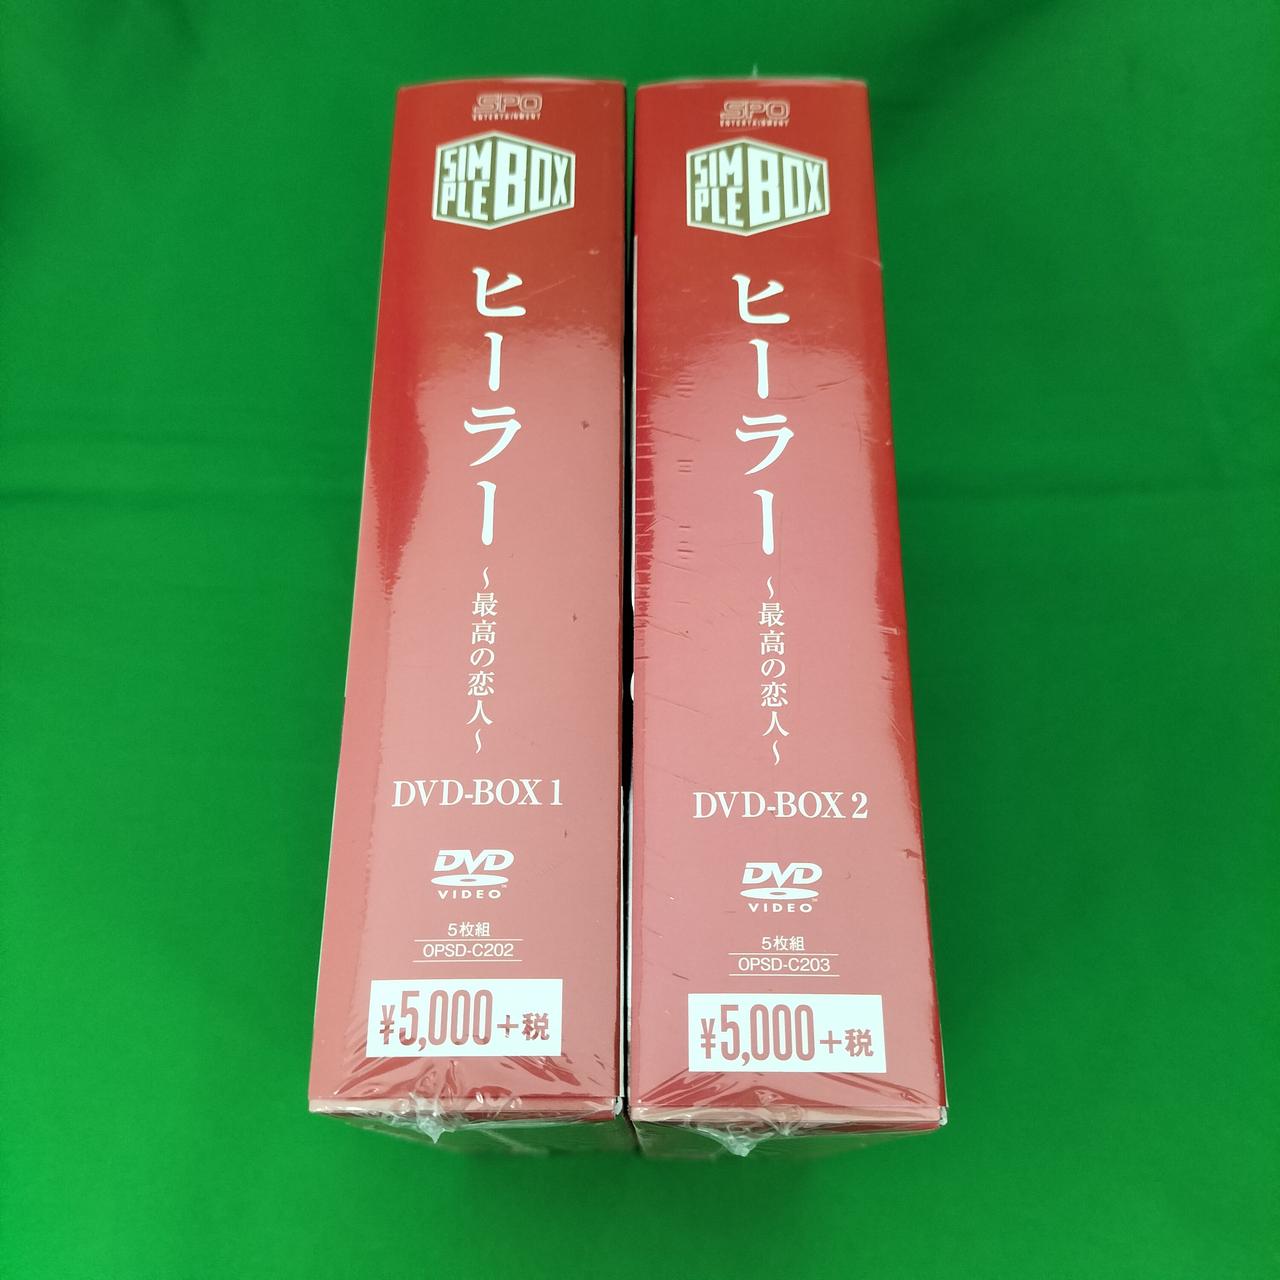 SPO
ENTERTAINMENT
SIMPLE BOX
ヒーラー
～最高の恋人～
DVD-BOX 1
DVD
VIDEO
5枚組
OPSD-C202
¥5,000+税
SPO
ENTERTAINMENT
SIMPLE BOX
ヒーラー
～最高の恋人～
DVD-BOX 2
DVD
VIDEO
5枚組
OPSD-C203
¥5,000+税